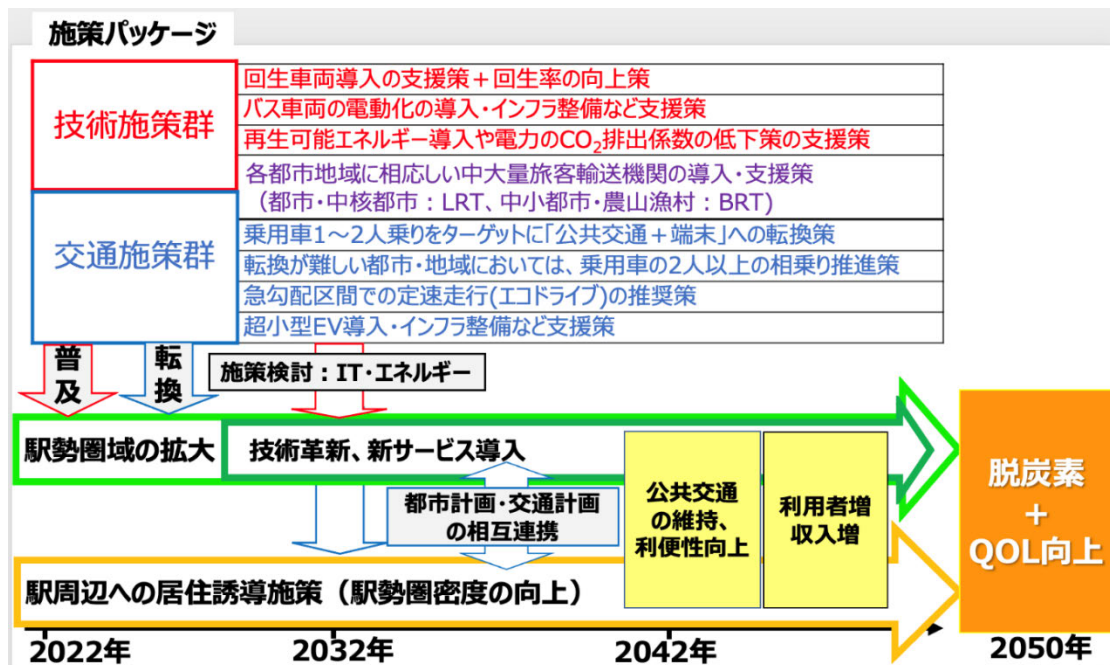 施策パッケージ
技術施策群
回生車両導入の支援策＋回生率の向上策
バス車両の電動化の導入・インフラ整備など支援策
再生可能エネルギー導入や電力のCO₂排出係数の低下策の支援策
各都市地域に相応しい中大量旅客輸送機関の導入・支援策
（都市・中核都市：LRT、中小都市・農山漁村：BRT)
交通施策群
乗用車1～2人乗りをターゲットに「公共交通＋端末」への転換策
転換が難しい都市・地域においては、乗用車の2人以上の相乗り推進策
急勾配区間での定速走行(エコドライブ)の推奨策
超小型EV導入・インフラ整備など支援策
普及
転換
施策検討：IT・エネルギー
駅勢圏域の拡大
技術革新、新サービス導入
都市計画・交通計画
の相互連携
公共交通
の維持、
利便性向上
利用者増
収入増
脱炭素
＋
QOL向上
駅周辺への居住誘導施策（駅勢圏密度の向上）
2022年
2032年
2042年
2050年